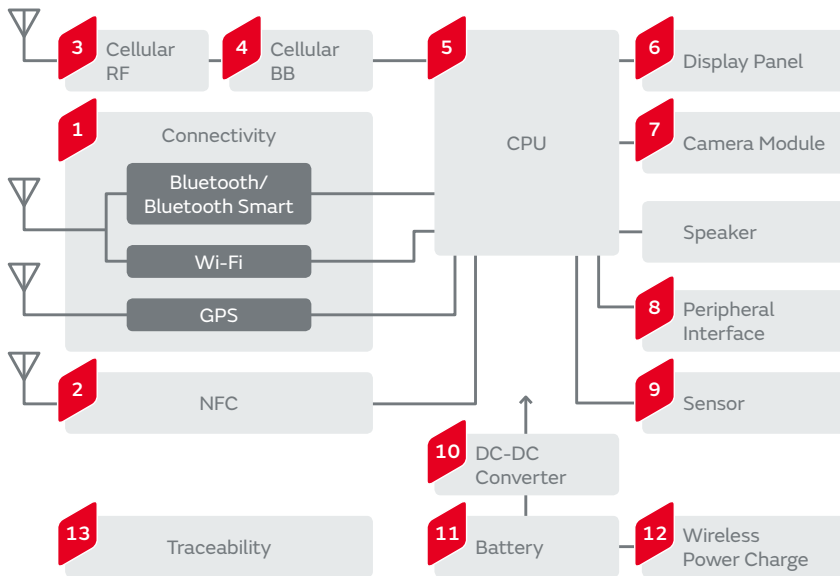 3
Cellular
RF
4
Cellular
BB
5
CPU
6
Display Panel
1
Connectivity
7
Camera Module
Bluetooth/
Bluetooth Smart
Speaker
Wi-Fi
GPS
8
Peripheral
Interface
2
NFC
9
Sensor
10
DC-DC
Converter
13
Traceability
11
Battery
12
Wireless
Power Charge